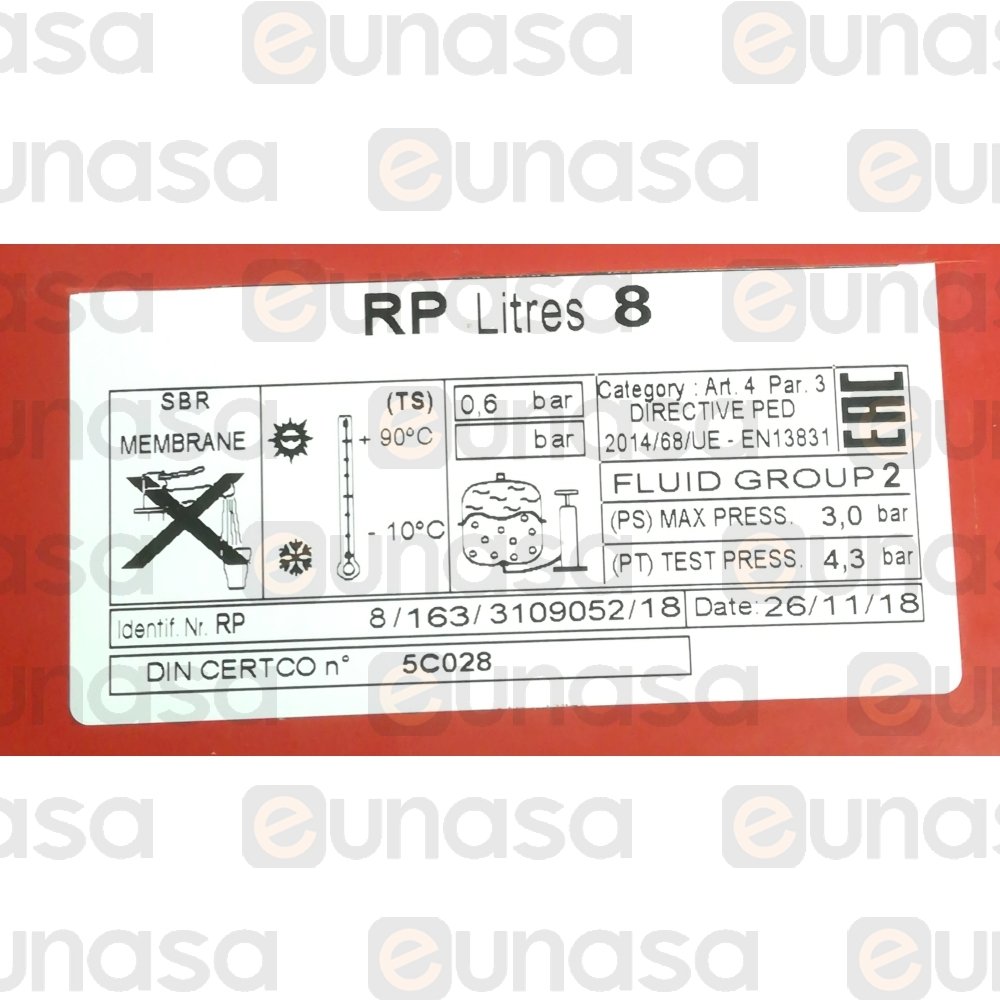 eunasa
RP Litres 8
SBR
MEMBRANE
(TS)
+ 90°C
- 10°C
0,6 bar
bar
Category : Art. 4 Par. 3
DIRECTIVE PED
2014/68/UE - EN13831
EAC
FLUID GROUP 2
(PS) MAX PRESS. 3,0 bar
(PT) TEST PRESS. 4,3 bar
Identif. Nr. RP 8/163/3109052/18
Date: 26/11/18
DIN CERTCO n° 5C028